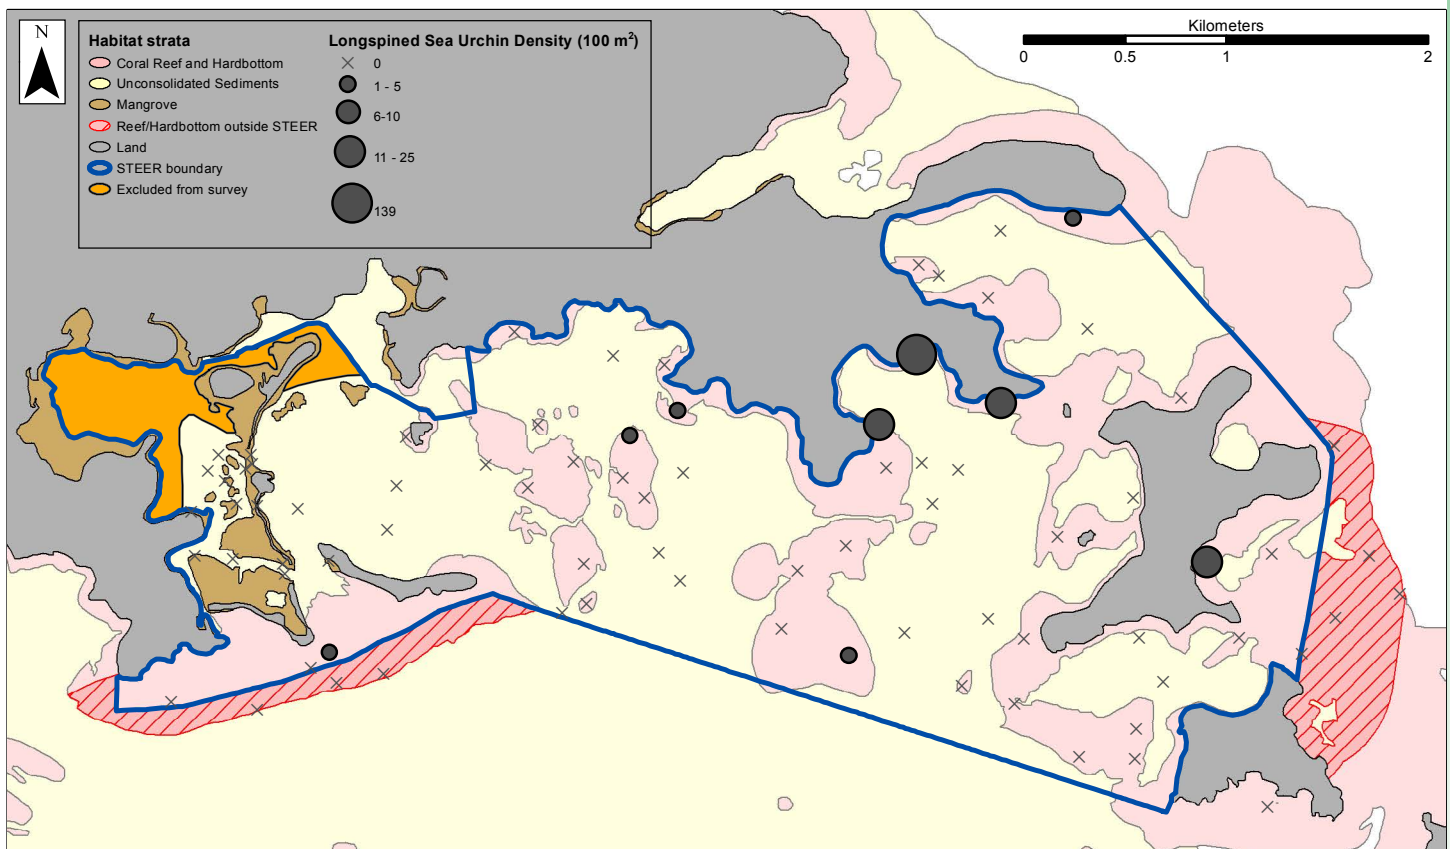 N
Habitat strata
Coral Reef and Hardbottom
Unconsolidated Sediments
Mangrove
Reef/Hardbottom outside STEER
Land
STEER boundary
Excluded from survey
Longspined Sea Urchin Density (100 m²)
0
1 - 5
6-10
11 - 25
139
Kilometers
0 0.5 1 2